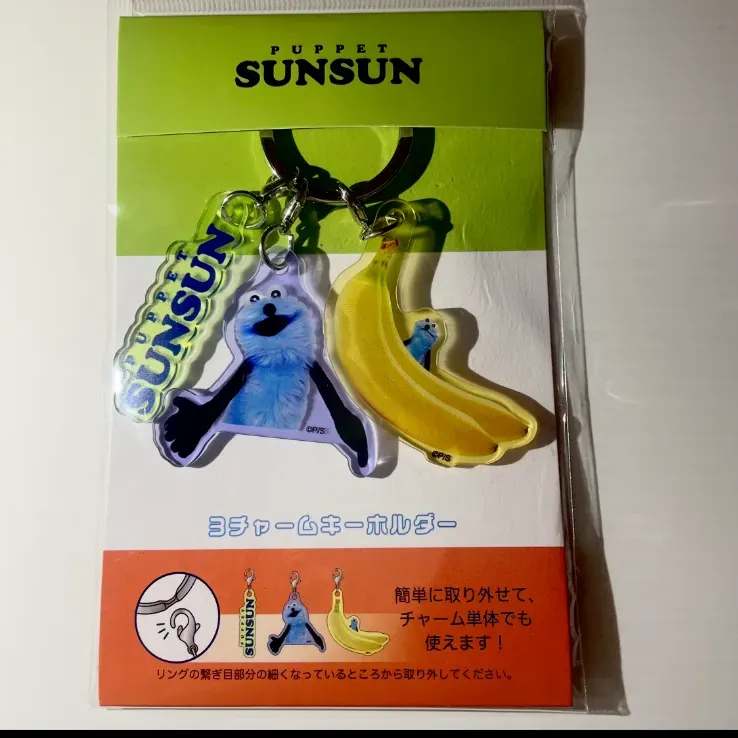 PUPPET
SUNSUN
PUPPET
SUNSUN
©P/S
©P/S
3チャームキーホルダー
SUNSUN
簡単に取り外せて、
チャーム単体でも
使えます！
リングの繋ぎ目部分の細くなっているところから取り外してください。